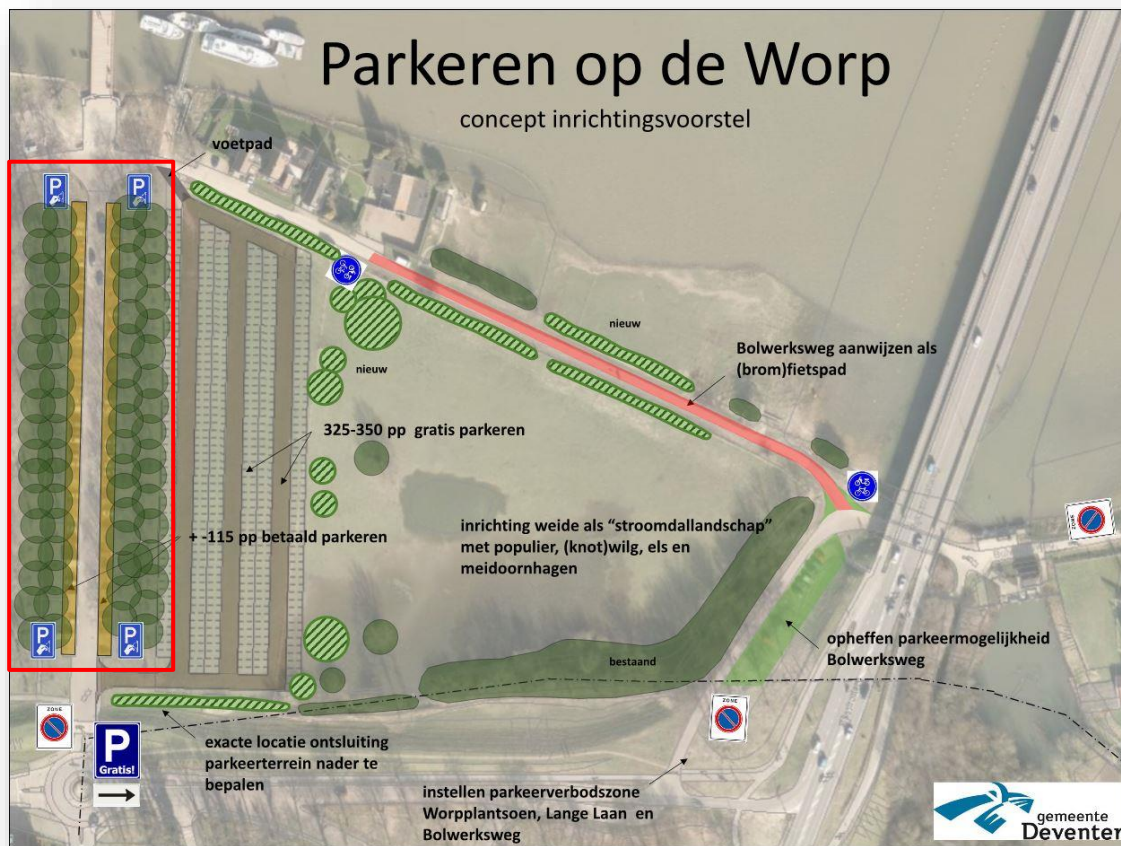 Parkeren op de Worp
concept inrichtingsvoorstel
voetpad
P
P
nieuw
Bolwerksweg aanwijzen als
(brom)fietspad
nieuw
325-350 pp gratis parkeren
+ -115 pp betaald parkeren
inrichting weide als “stroomdallandschap”
met populier, (knot)wilg, els en
meidoornhagen
ZONE
P
P
opheffen parkeermogelijkheid
Bolwerksweg
bestaand
ZONE
ZONE
P
Gratis!
exacte locatie ontsluiting
parkeerterrein nader te
bepalen
instellen parkeerverbodszone
Worpplantsoen, Lange Laan en
Bolwerksweg
gemeente
Deventer